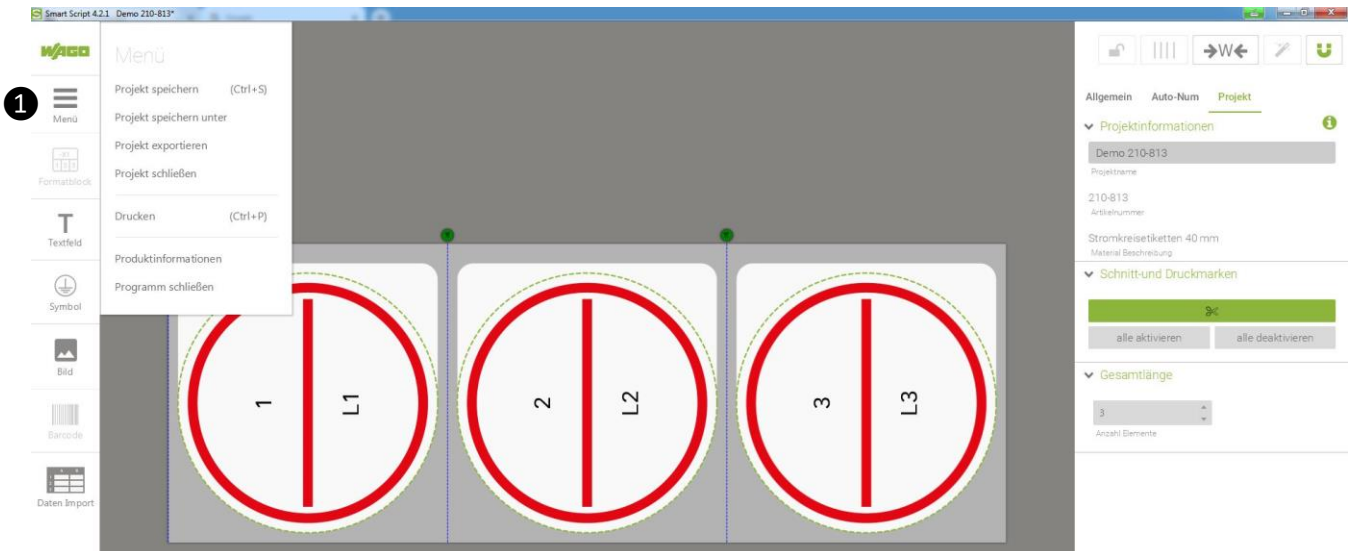 Smart Script 4.2.1 Demo 210-813*
WAGO
1
Menü
Formatblock
T
Textfeld
Symbol
Bild
Barcode
Daten Import
Menü
Projekt speichern (Ctrl+S)
Projekt speichern unter
Projekt exportieren
Projekt schließen
Drucken (Ctrl+P)
Produktinformationen
Programm schließen
1
L1
2
L2
3
L3
W
Allgemein Auto-Num Projekt
Projektinformationen
Demo 210-813
Projektname
210-813
Artikelnummer
Stromkreisetiketten 40 mm
Material Beschreibung
Schnitt-und Druckmarken
alle aktivieren alle deaktivieren
Gesamtlänge
3
Anzahl Elemente